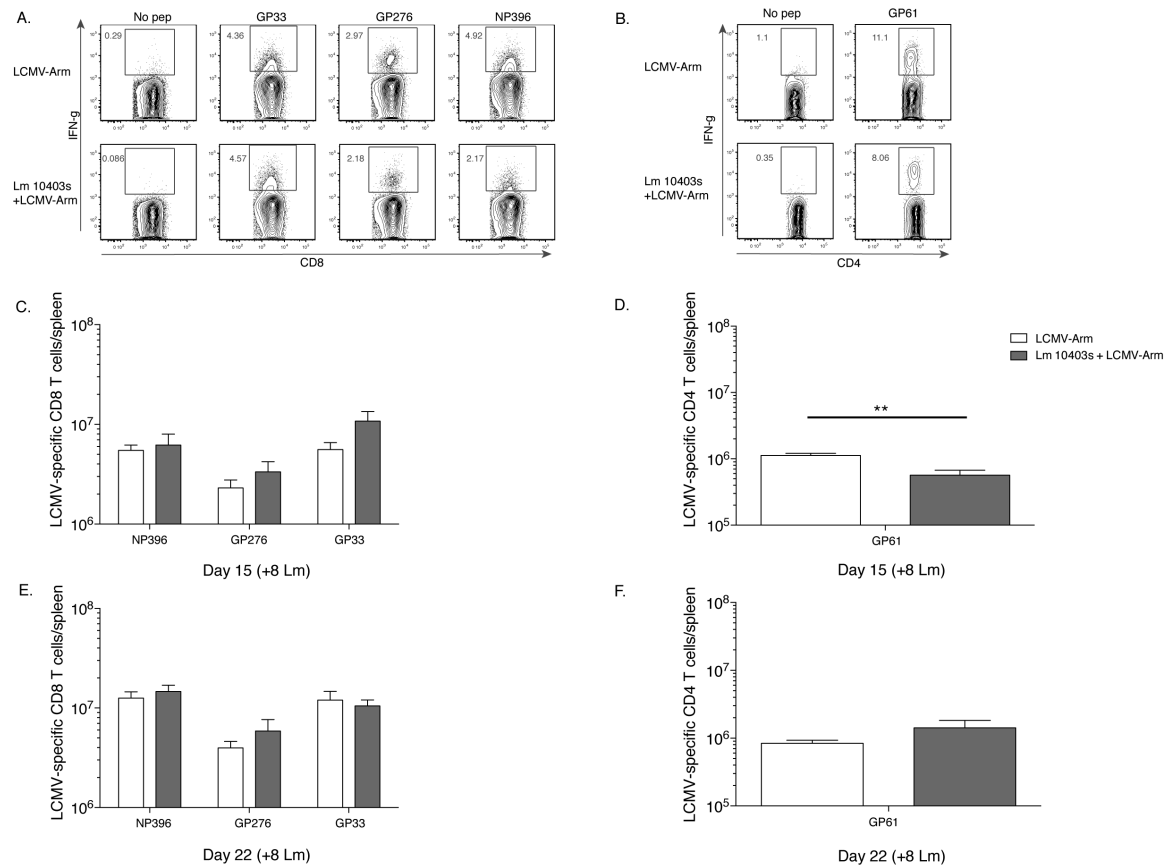 A.
No pep GP33 GP276 NP396
LCMV-Arm
0.29 4.36 2.97 4.92
Lm 10403s
+LCMV-Arm
0.086 4.57 2.18 2.17
IFN-g
CD8
B.
No pep GP61
LCMV-Arm
1.1 11.1
Lm 10403s
+LCMV-Arm
0.35 8.06
IFN-g
CD4
C.
LCMV-specific CD8 T cells/spleen
10⁸
10⁷
10⁶
NP396 GP276 GP33
Day 15 (+8 Lm)
D.
LCMV-specific CD4 T cells/spleen
10⁸
10⁷
10⁶
10⁵
**
LCMV-Arm
Lm 10403s + LCMV-Arm
GP61
Day 15 (+8 Lm)
E.
LCMV-specific CD8 T cells/spleen
10⁸
10⁷
10⁶
NP396 GP276 GP33
Day 22 (+8 Lm)
F.
LCMV-specific CD4 T cells/spleen
10⁸
10⁷
10⁶
10⁵
GP61
Day 22 (+8 Lm)